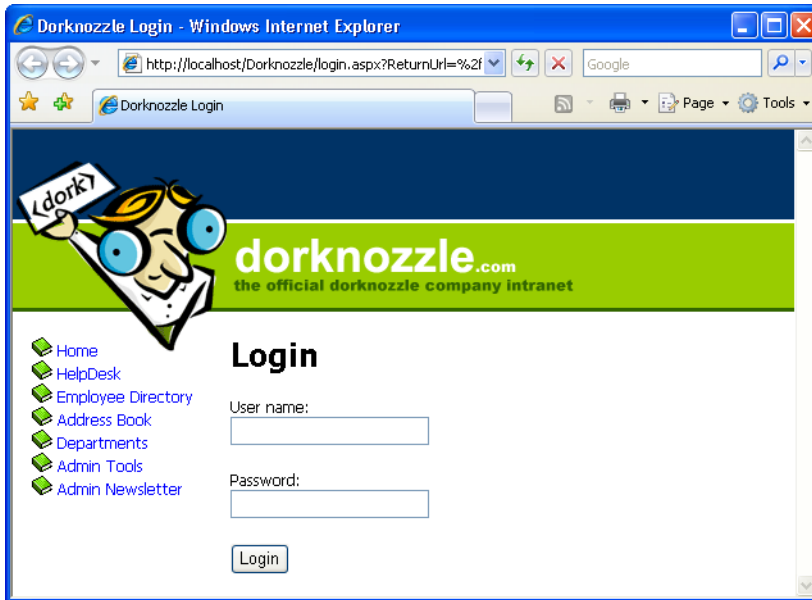 Dorknozzle Login - Windows Internet Explorer
http://localhost/Dorknozzle/login.aspx?ReturnUrl=%2f
Google
Dorknozzle Login
Page
Tools
<dork>
dorknozzle.com
the official dorknozzle company intranet
Home
HelpDesk
Employee Directory
Address Book
Departments
Admin Tools
Admin Newsletter
Login
User name:
Password:
Login